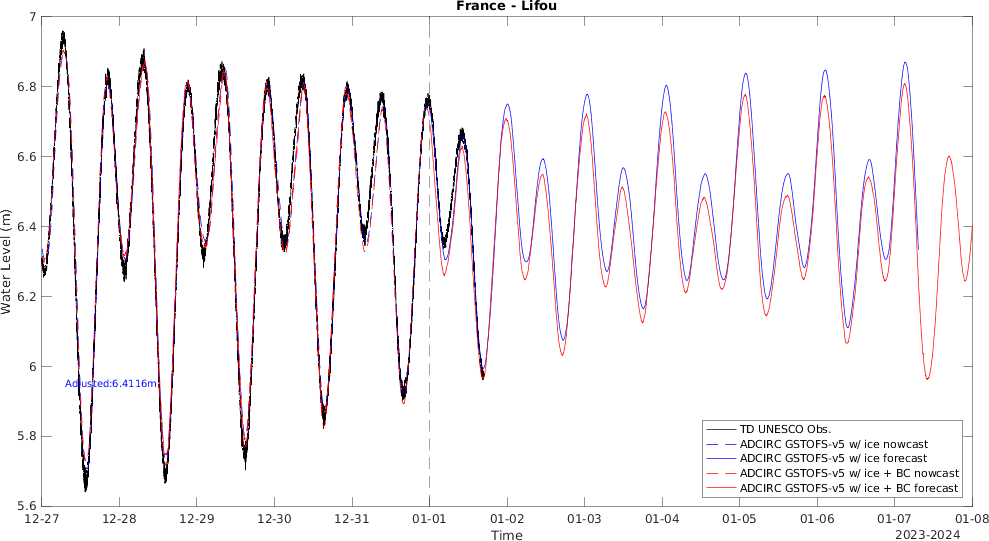 France - Lifou
7
6.8
6.6
6.4
6.2
6
5.8
5.6
Water Level (m)
Adjusted:6.4116m
TD UNESCO Obs.
ADCIRC GSTOFS-v5 w/ ice nowcast
ADCIRC GSTOFS-v5 w/ ice forecast
ADCIRC GSTOFS-v5 w/ ice + BC nowcast
ADCIRC GSTOFS-v5 w/ ice + BC forecast
12-27 12-28 12-29 12-30 12-31 01-01 01-02 01-03 01-04 01-05 01-06 01-07 01-08
Time
2023-2024